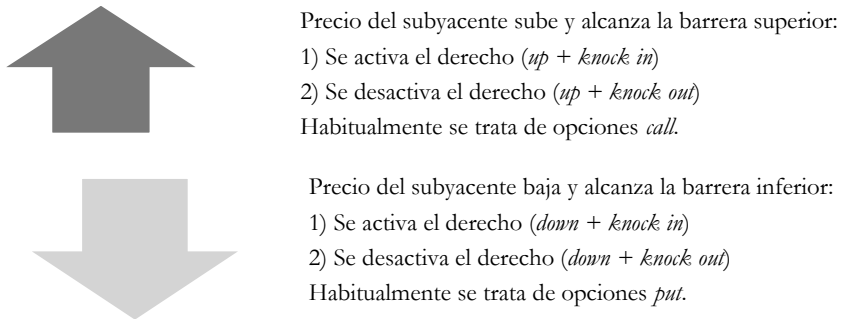 Precio del subyacente sube y alcanza la barrera superior:
1) Se activa el derecho (up + knock in)
2) Se desactiva el derecho (up + knock out)
Habitualmente se trata de opciones call.
Precio del subyacente baja y alcanza la barrera inferior:
1) Se activa el derecho (down + knock in)
2) Se desactiva el derecho (down + knock out)
Habitualmente se trata de opciones put.